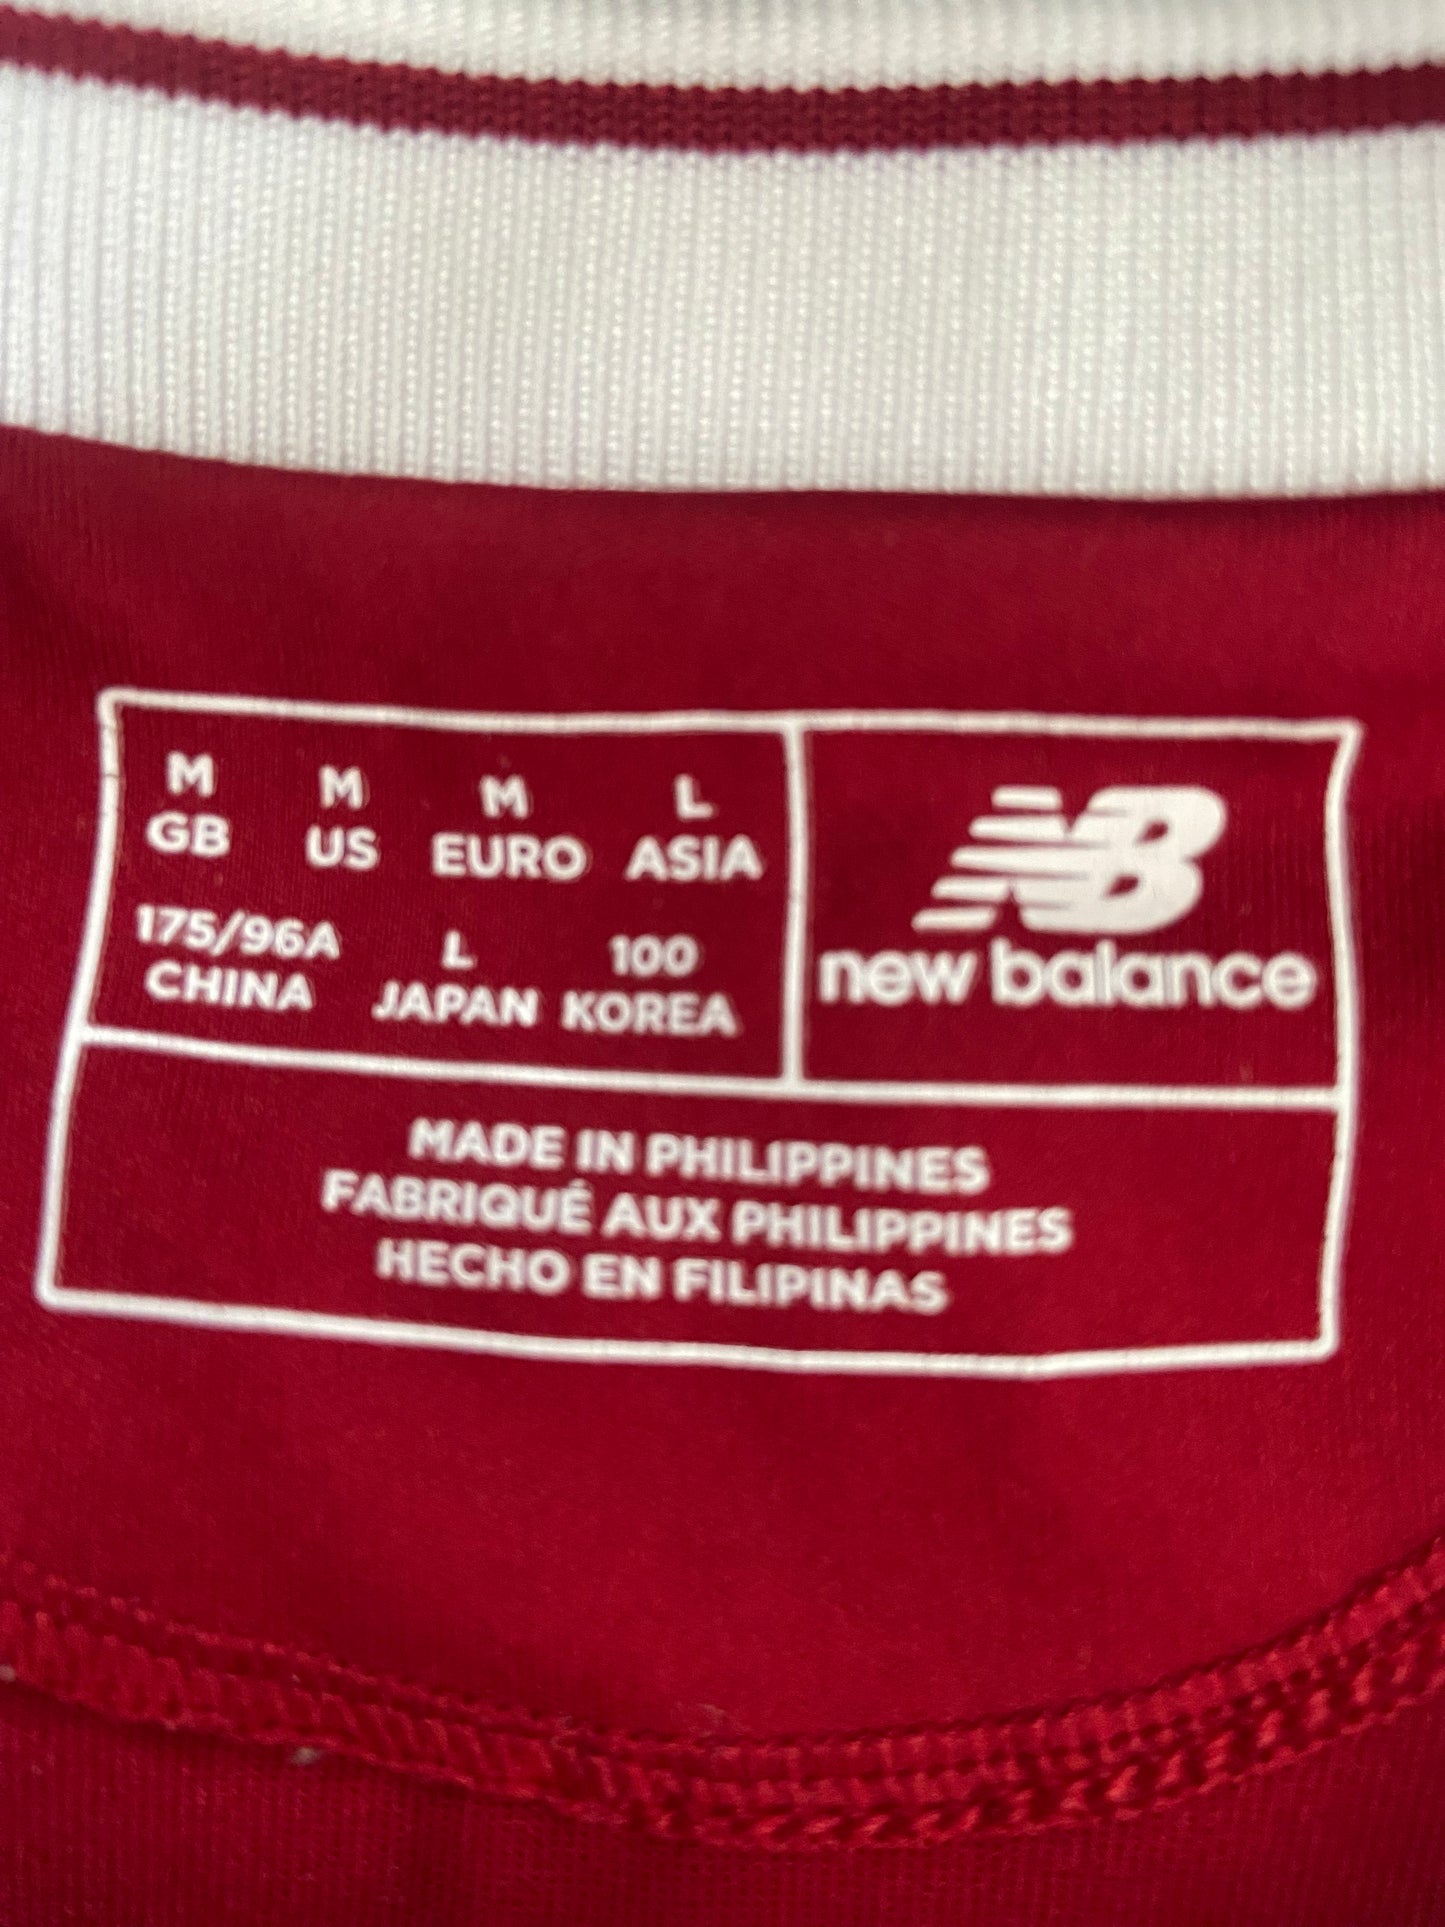 M M M L
GB US EURO ASIA
175/96A L 100
CHINA JAPAN KOREA
NB
new balance
MADE IN PHILIPPINES
FABRIQUÉ AUX PHILIPPINES
HECHO EN FILIPINAS